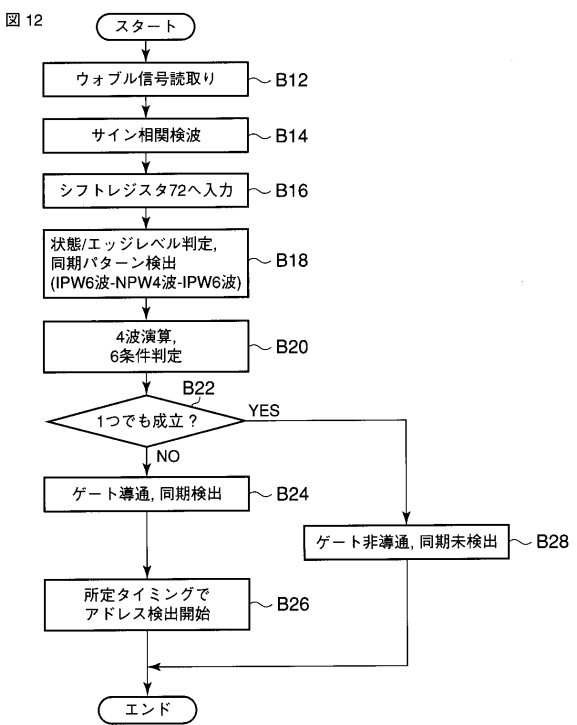 図 12
スタート
ウォブル信号読取り
B12
サイン相関検波
B14
シフトレジスタ72へ入力
B16
状態/エッジレベル判定,
同期パターン検出
(IPW6波-NPW4波-IPW6波)
B18
4波演算,
6条件判定
B20
B22
1つでも成立?
YES
NO
ゲート導通, 同期検出
B24
ゲート非導通, 同期未検出
B28
所定タイミングで
アドレス検出開始
B26
エンド